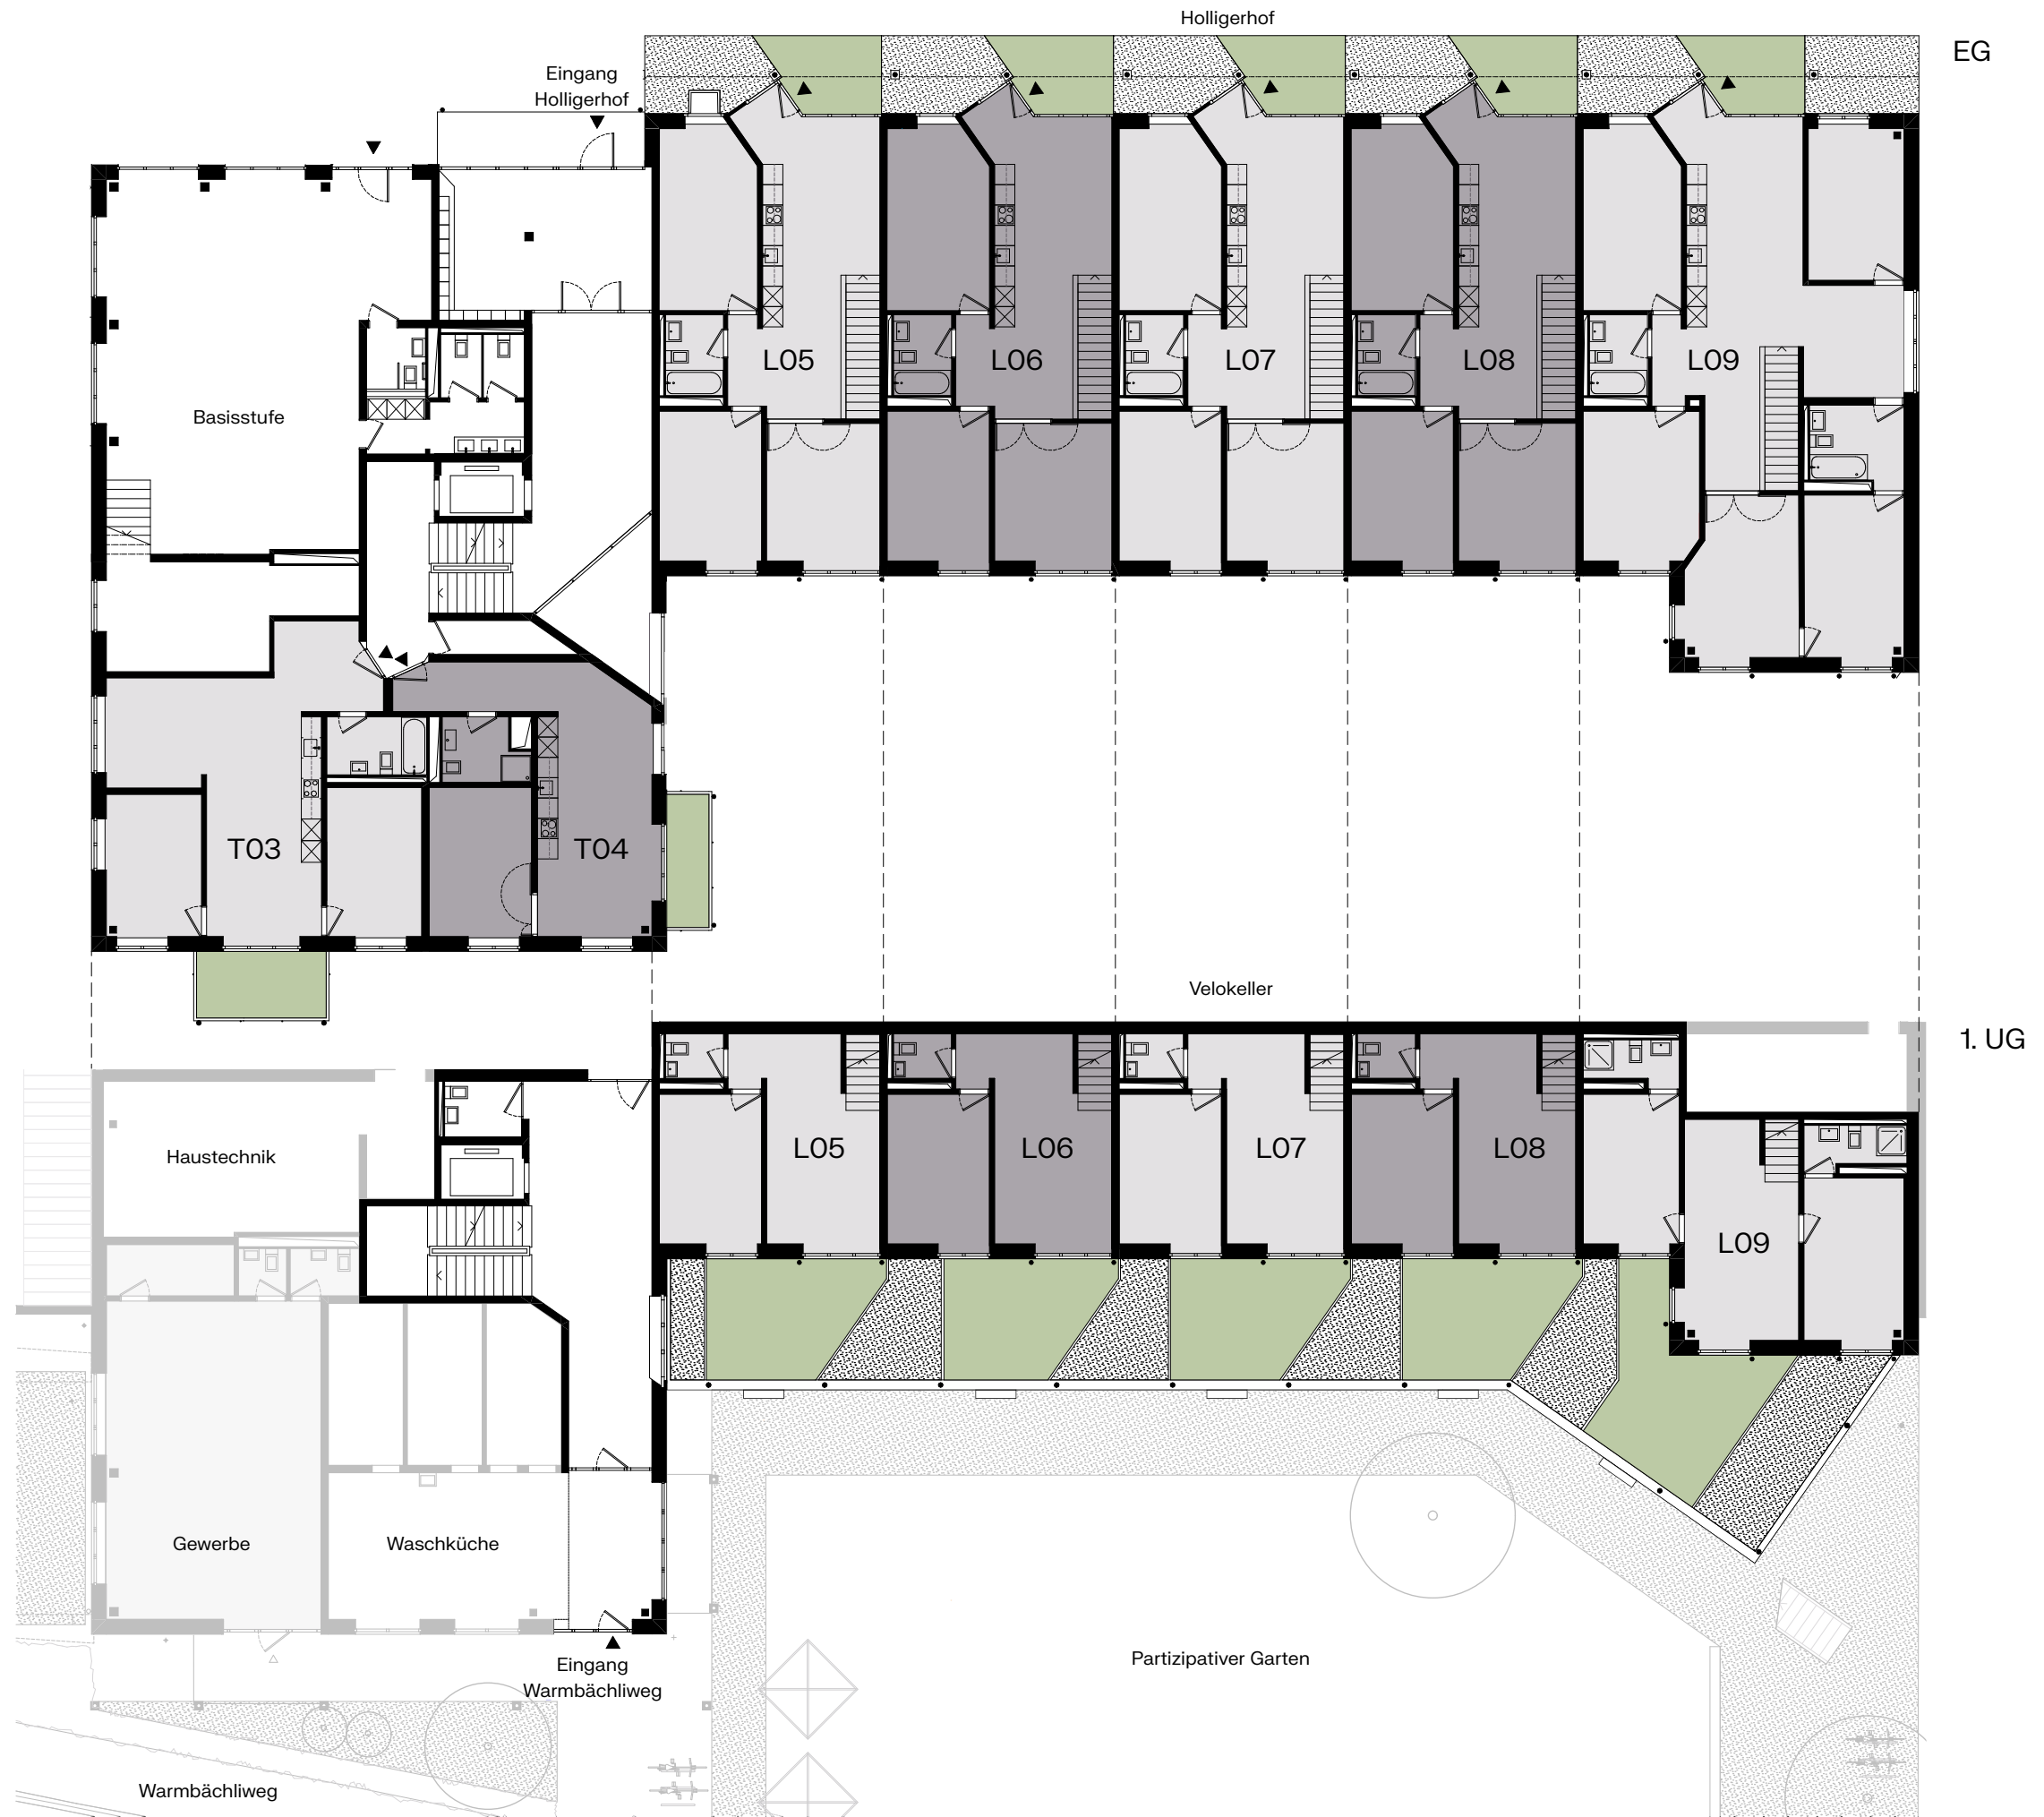 Holligerhof
EG
Eingang
Holligerhof
L05
L06
L07
L08
L09
Basisstufe
T03
T04
Velokeller
1. UG
Haustechnik
L05
L06
L07
L08
L09
Gewerbe
Waschküche
Eingang
Warmbächliweg
Partizipativer Garten
Warmbächliweg